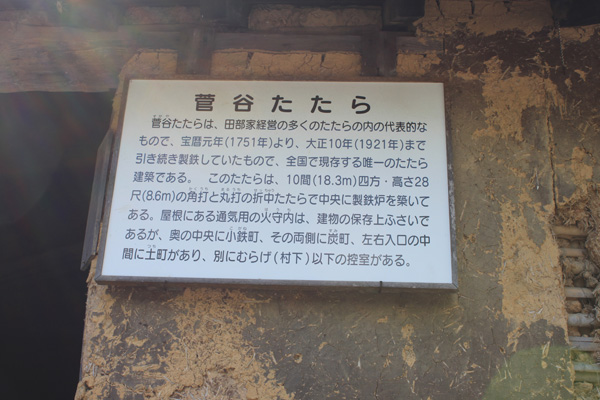 菅谷たたら
菅谷たたらは、田部家経営の多くのたたらの内の代表的な
もので、宝暦元年(1751年)より、大正10年(1921年)まで
引き続き製鉄していたもので、全国で現存する唯一のたたら
建築である。 このたたらは、10間(18.3m)四方・高さ28
尺(8.6m)の角打と丸打の折中たたらで中央に製鉄炉を築いて
ある。屋根にある通気用の火宇内は、建物の保存上ふさいで
あるが、奥の中央に小鉄町、その両側に炭町、左右入口の中
間に土町があり、別にむらげ(村下)以下の控室がある。